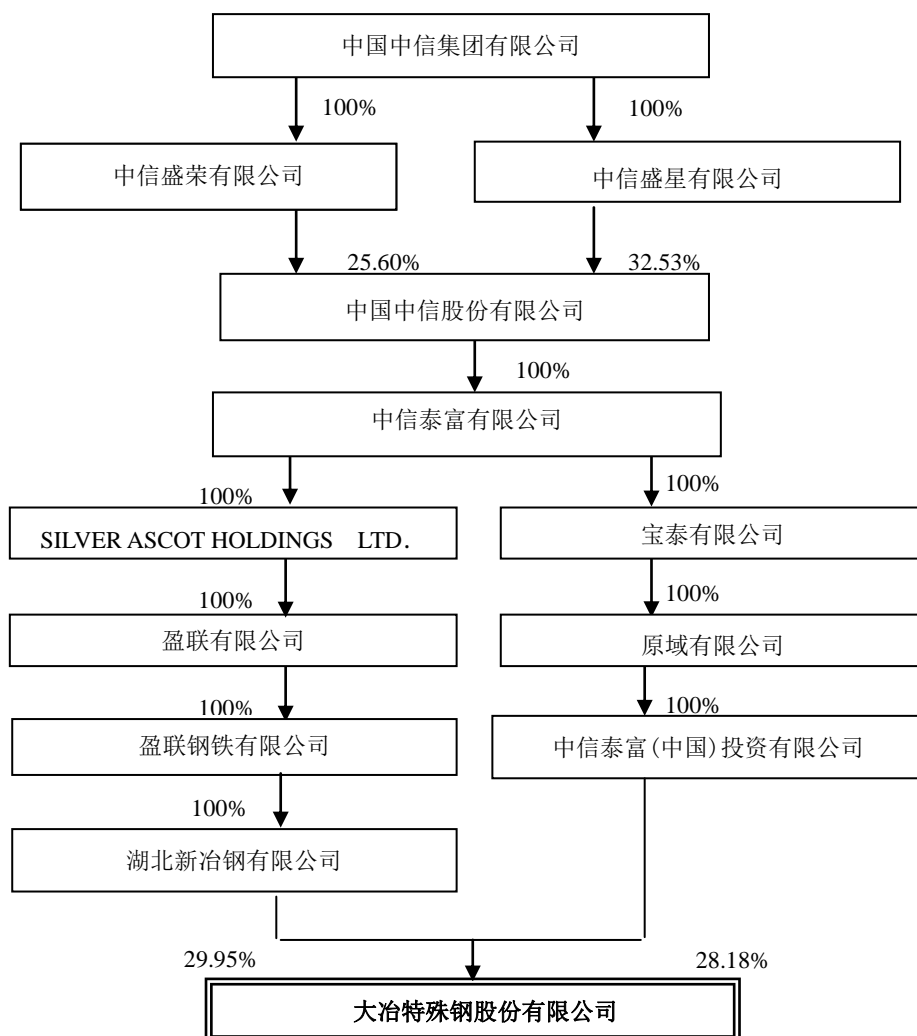 中国中信集团有限公司
100%
100%
中信盛荣有限公司
中信盛星有限公司
25.60%
32.53%
中国中信股份有限公司
100%
中信泰富有限公司
100%
100%
SILVER ASCOT HOLDINGS LTD.
宝泰有限公司
100%
100%
盈联有限公司
原域有限公司
100%
100%
盈联钢铁有限公司
中信泰富(中国)投资有限公司
100%
湖北新冶钢有限公司
29.95%
28.18%
大冶特殊钢股份有限公司